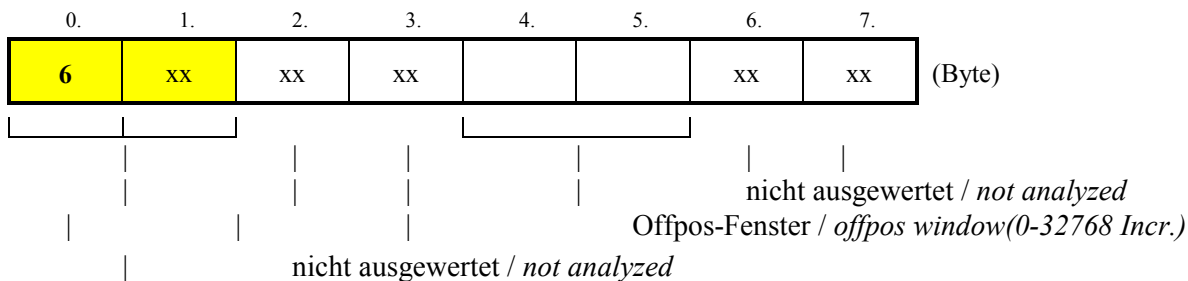 0. 1. 2. 3. 4. 5. 6. 7.
6 xx xx xx xx xx (Byte)
nicht ausgewertet / not analyzed
Offpos-Fenster / offpos window(0-32768 Incr.)
nicht ausgewertet / not analyzed